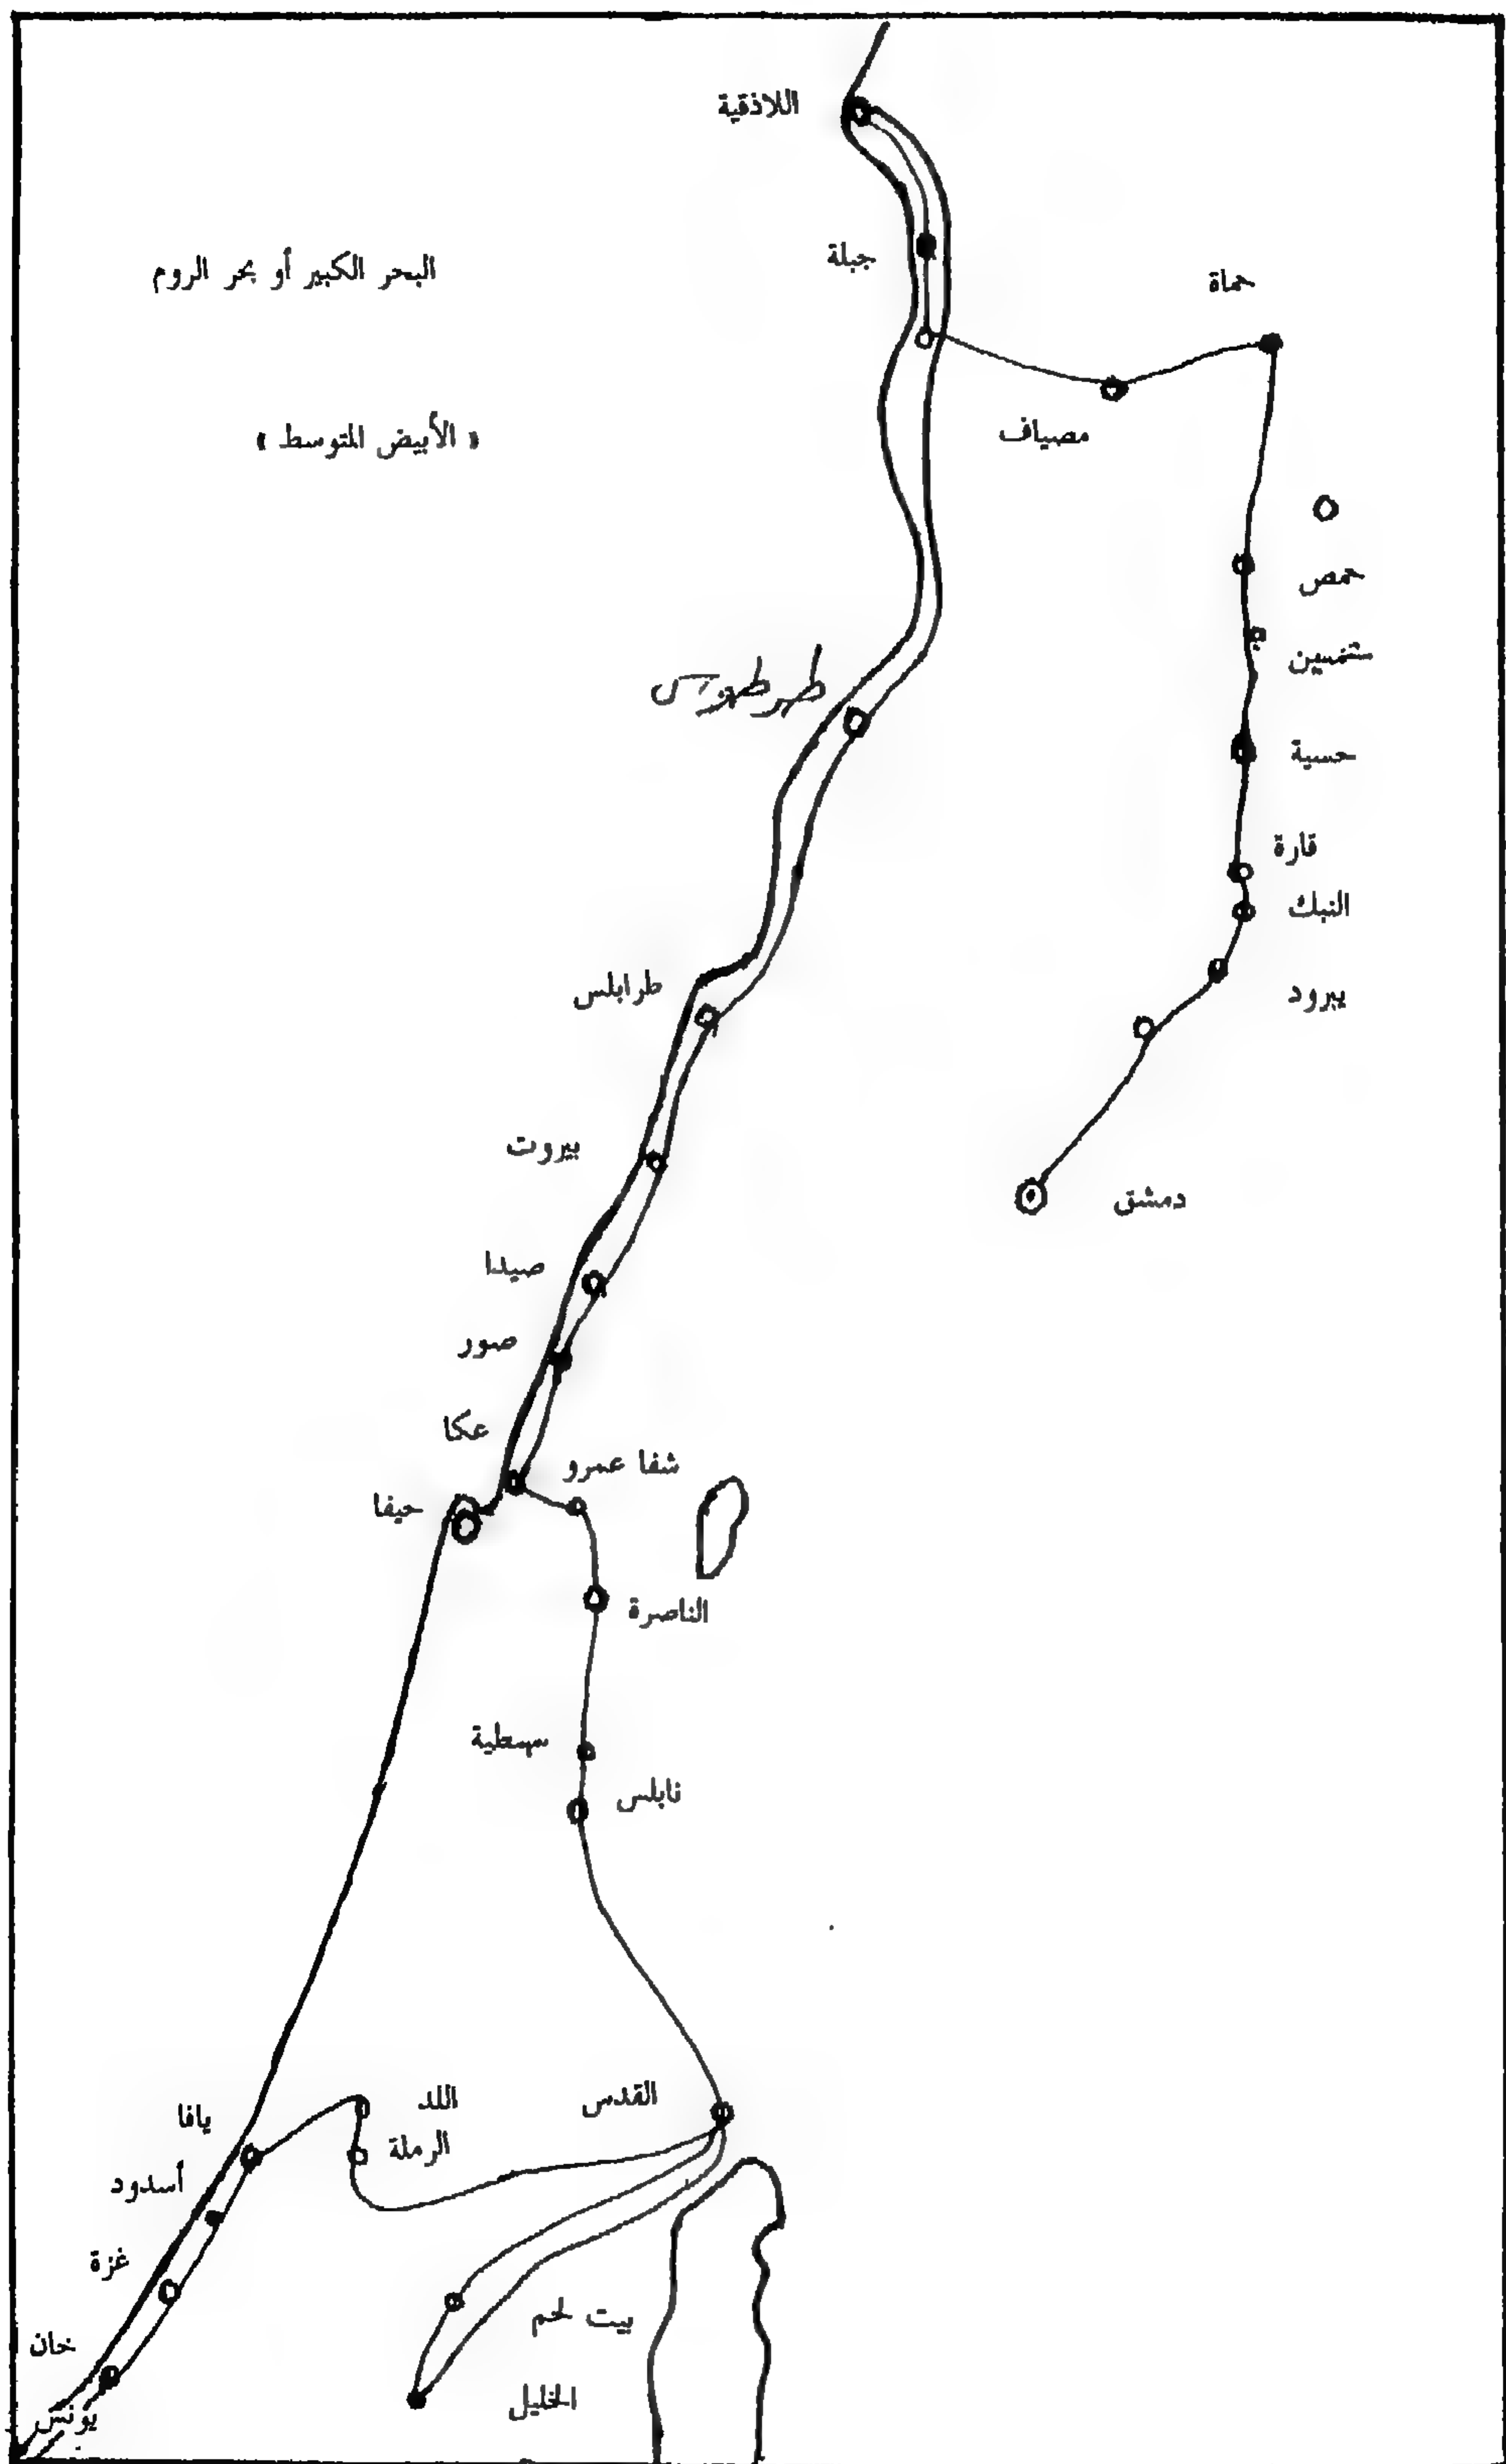 اللاذقية
جبلة
البحر الكبير أو بحر الروم
حماة
« الأبيض المتوسط »
مصياف
حمص
شمسين
طرطوس
حسية
قارة
النبك
يبرود
طرابلس
بيروت
دمشق
صيدا
صور
عكا
شفا عمرو
حيفا
الناصرة
نابلس
اللد
القدس
يافا
الرملة
أسدود
غزة
بيت لحم
خان
يونس
الخليل